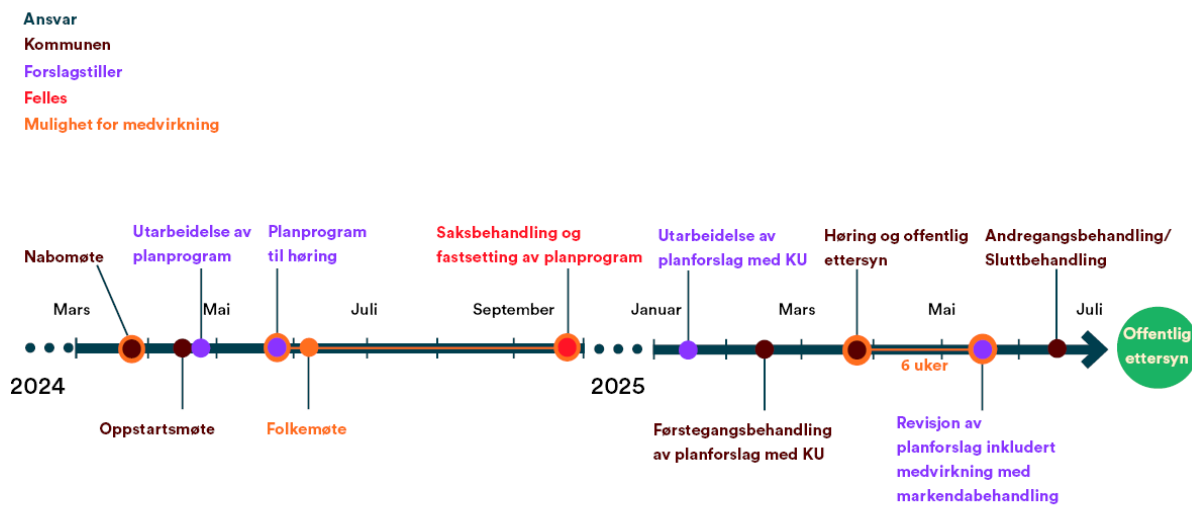 Ansvar
Kommunen
Forslagstiller
Felles
Mulighet for medvirkning
Nabomøte
Utarbeidelse av
planprogram
Planprogram
til høring
Saksbehandling og
fastsetting av planprogram
Utarbeidelse av
planforslag med KU
Høring og offentlig
ettersyn
Andregangsbehandling/
Sluttbehandling
Mars
Mai
Juli
September
Januar
Mars
Mai
Juli
Offentlig
ettersyn
6 uker
2024
2025
Oppstartsmøte
Folkemøte
Førstegangsbehandling
av planforslag med KU
Revisjon av
planforslag inkludert
medvirkning med
markendabehandling